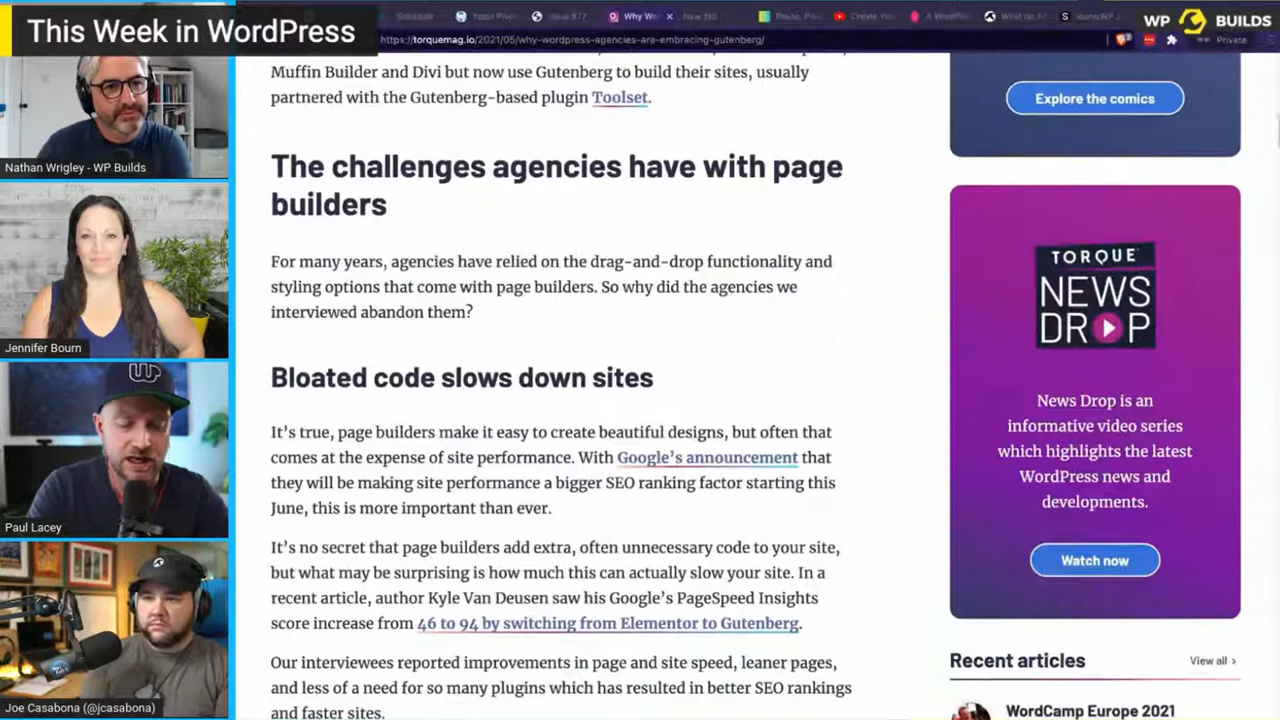 This Week in WordPress
Why Wo
New Tab
Create You
https://torquemag.io/2021/05/why-wordpress-agencies-are-embracing-gutenberg/
Private
WP BUILDS
Nathan Wrigley - WP Builds
Jennifer Bourn
Paul Lacey
Joe Casabona (@jcasabona)
Muffin Builder and Divi but now use Gutenberg to build their sites, usually
partnered with the Gutenberg-based plugin Toolset.
The challenges agencies have with page
builders
For many years, agencies have relied on the drag-and-drop functionality and
styling options that come with page builders. So why did the agencies we
interviewed abandon them?
Bloated code slows down sites
It's true, page builders make it easy to create beautiful designs, but often that
comes at the expense of site performance. With Google's announcement that
they will be making site performance a bigger SEO ranking factor starting this
June, this is more important than ever.
It's no secret that page builders add extra, often unnecessary code to your site,
but what may be surprising is how much this can actually slow your site. In a
recent article, author Kyle Van Deusen saw his Google's PageSpeed Insights
score increase from 46 to 94 by switching from Elementor to Gutenberg.
Our interviewees reported improvements in page and site speed, leaner pages,
and less of a need for so many plugins which has resulted in better SEO rankings
and faster sites.
Explore the comics
TORQUE
NEWS
DROP
News Drop is an
informative video series
which highlights the latest
WordPress news and
developments.
Watch now
Recent articles
View all >
WordCamp Europe 2021